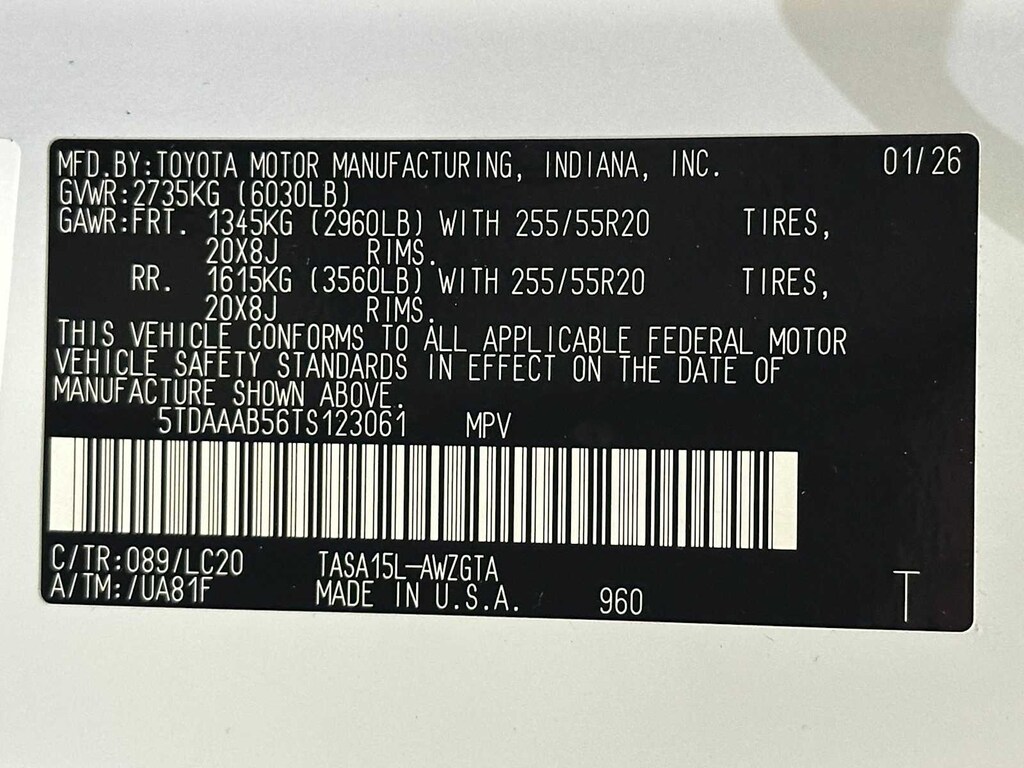 MFD.BY:TOYOTA MOTOR MANUFACTURING, INDIANA, INC. 01/26
GVWR:2735KG (6030LB)
GAWR:FRT. 1345KG (2960LB) WITH 255/55R20 TIRES,
20X8J RIMS.
RR. 1615KG (3560LB) WITH 255/55R20 TIRES,
20X8J RIMS.
THIS VEHICLE CONFORMS TO ALL APPLICABLE FEDERAL MOTOR
VEHICLE SAFETY STANDARDS IN EFFECT ON THE DATE OF
MANUFACTURE SHOWN ABOVE.
5TDAAAB56TS123061 MPV
C/TR:089/LC20 TASA15L-AWZGTA
A/TM:/UA81F MADE IN U.S.A. 960 T